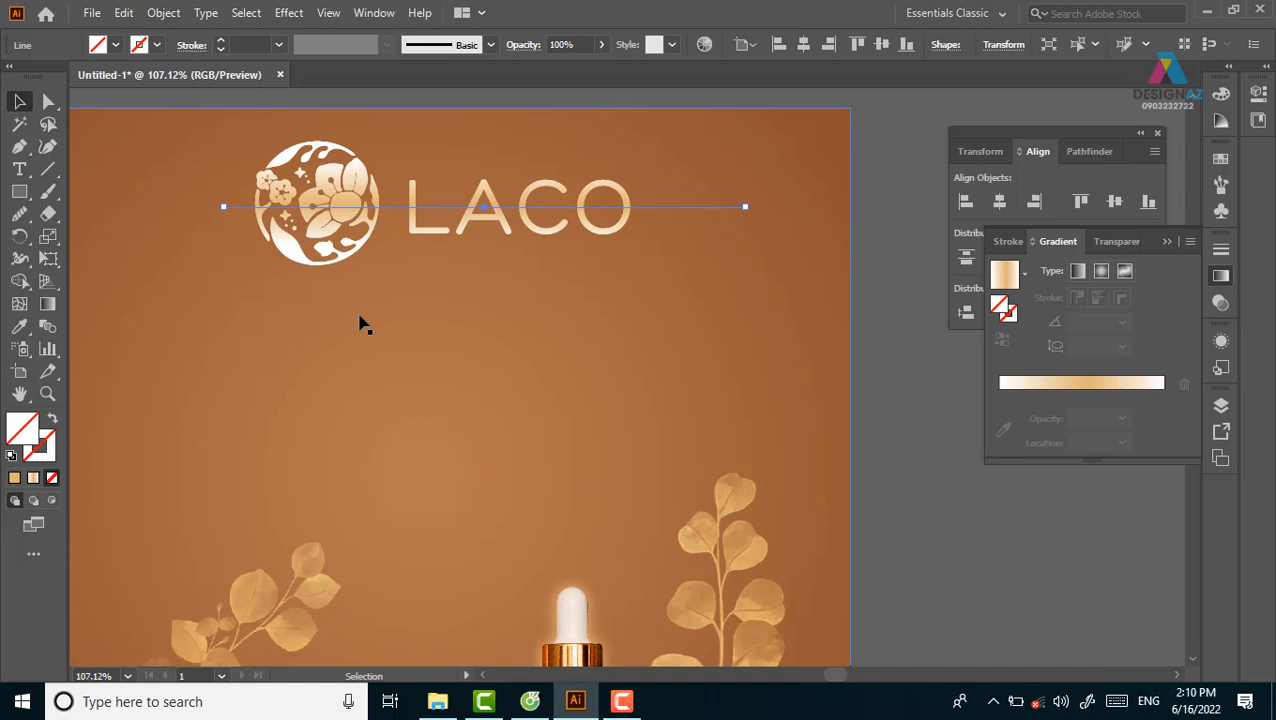 Ai
File Edit Object Type Select Effect View Window Help
Essentials Classic
Search Adobe Stock
Line
Stroke:
Basic
Opacity: 100%
Style:
Shape:
Transform
Untitled-1* @ 107.12% (RGB/Preview)
DESIGNAZ
0903232722
LACO
Transform Align Pathfinder
Align Objects:
Distribu
Distribu
Stroke Gradient Transparer
Type:
Stroke:
Opacity:
Location:
107.12%
1
Selection
Type here to search
Ai
ENG
2:10 PM
6/16/2022